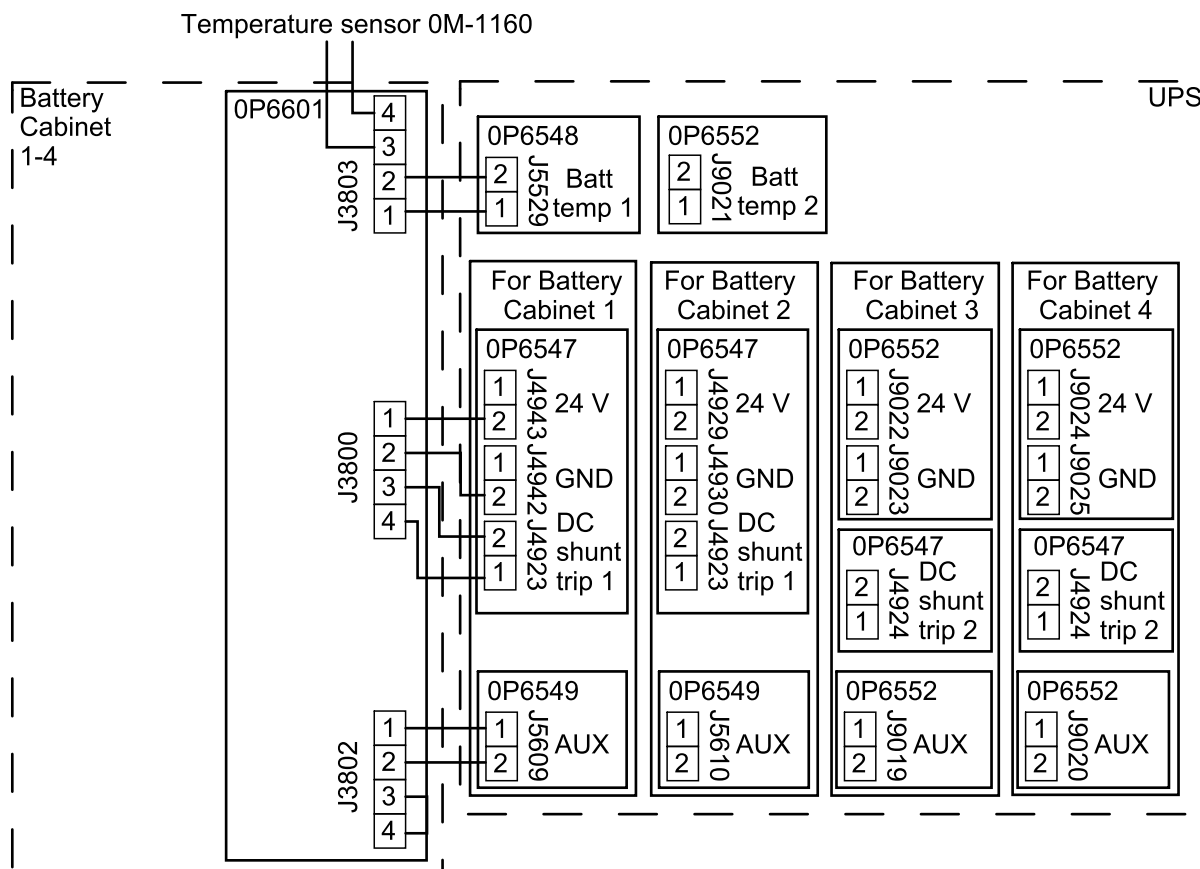 Temperature sensor 0M-1160
Battery
Cabinet
1-4
UPS
0P6601
4
3
2
1
J3803
0P6548
2
1
J5529
Batt
temp 1
0P6552
2
1
J9021
Batt
temp 2
1
2
3
4
J3800
1
2
3
4
J3802
For Battery
Cabinet 1
0P6547
1
2
J4943
24 V
1
2
J4942
GND
2
1
J4923
DC
shunt
trip 1
0P6549
1
2
J5609
AUX
For Battery
Cabinet 2
0P6547
1
2
J4929
24 V
1
2
J4930
GND
2
1
J4923
DC
shunt
trip 1
0P6549
1
2
J5610
AUX
For Battery
Cabinet 3
0P6552
1
2
J9022
24 V
1
2
J9023
GND
0P6547
2
1
J4924
DC
shunt
trip 2
0P6552
1
2
J9019
AUX
For Battery
Cabinet 4
0P6552
1
2
J9024
24 V
1
2
J9025
GND
0P6547
2
1
J4924
DC
shunt
trip 2
0P6552
1
2
J9020
AUX